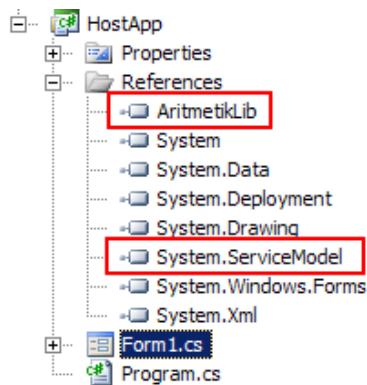 HostApp
Properties
References
AritmetikLib
System
System.Data
System.Deployment
System.Drawing
System.ServiceModel
System.Windows.Forms
System.Xml
Form1.cs
Program.cs